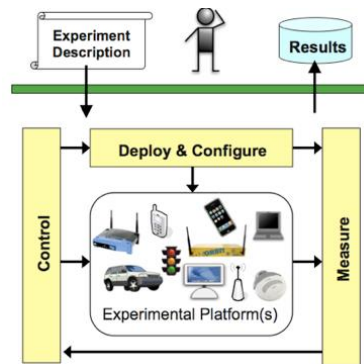 Experiment
Description
Results
Deploy & Configure
Control
Measure
Experimental Platform(s)